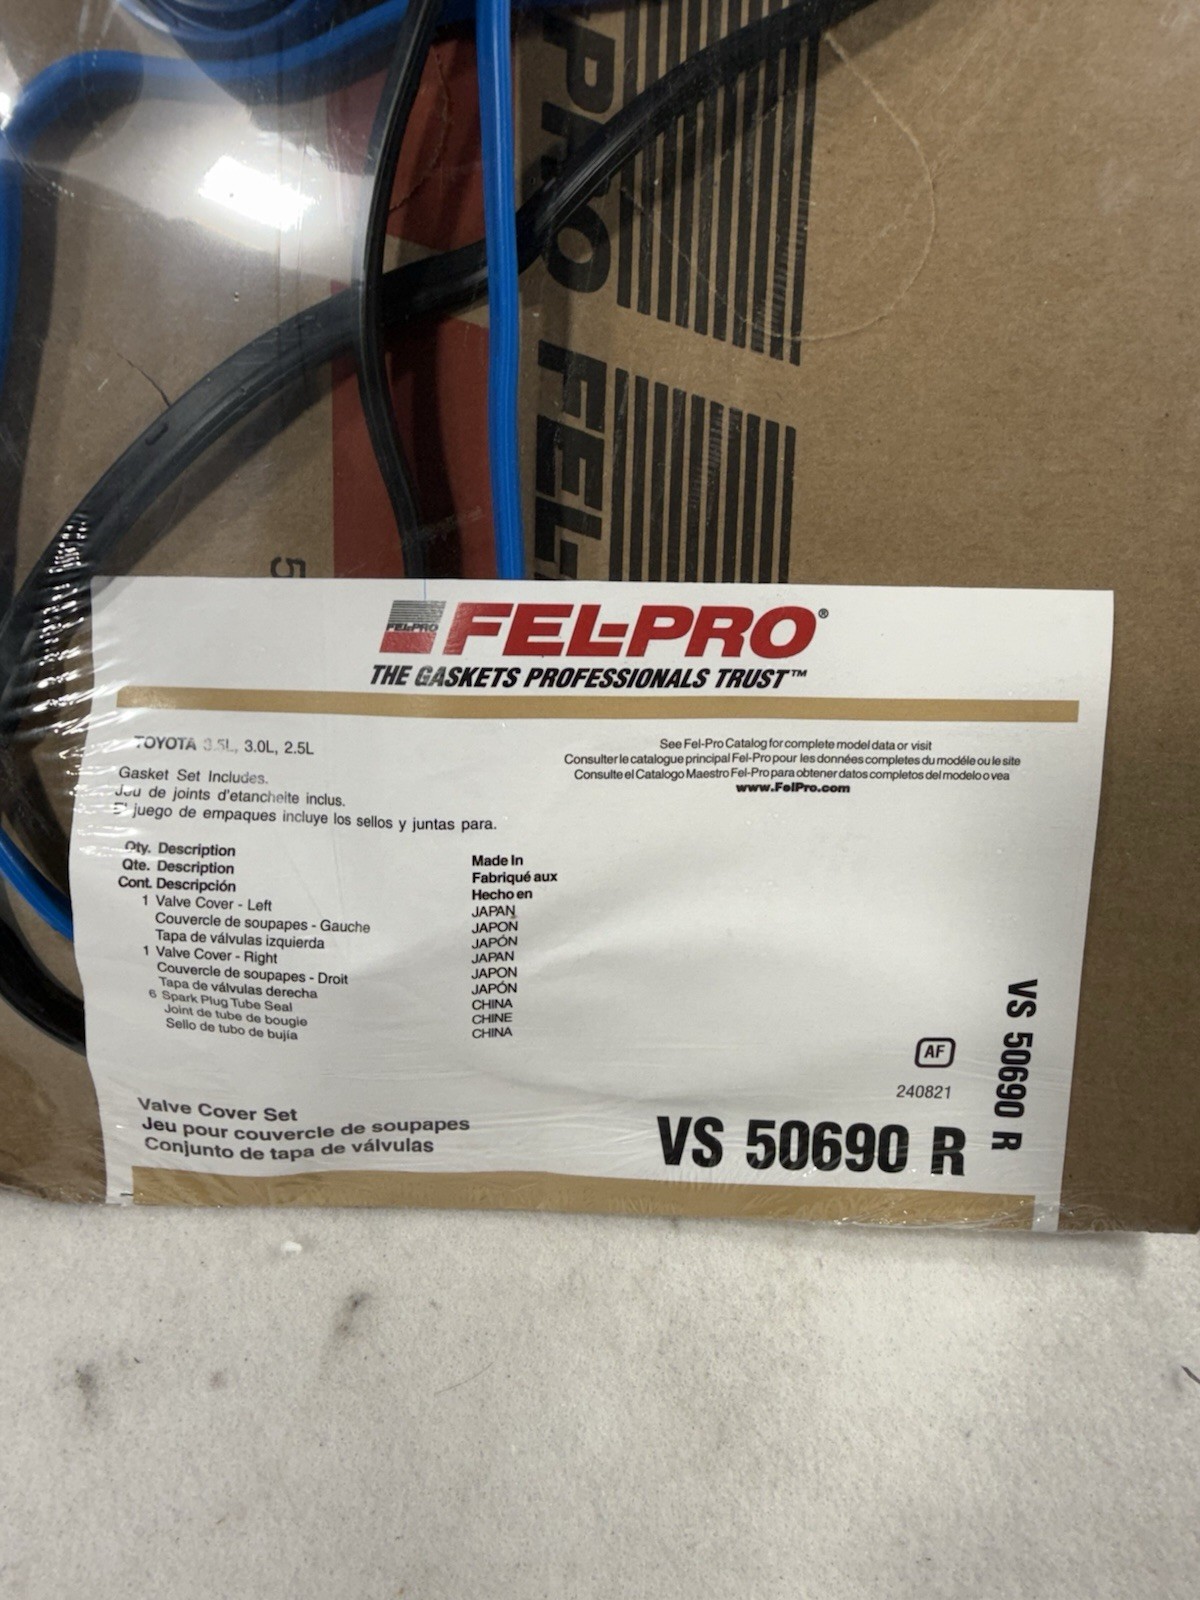 PRO
FEL-
5
FEL-PRO
FEL-PRO®
THE GASKETS PROFESSIONALS TRUST™
TOYOTA 3.5L, 3.0L, 2.5L
See Fel-Pro Catalog for complete model data or visit
Consulter le catalogue principal Fel-Pro pour les données completes du modéle ou le site
Consulte el Catalogo Maestro Fel-Pro para obtener datos completos del modelo o vea
www.FelPro.com
Gasket Set Includes.
Jeu de joints d'etancheite inclus.
El juego de empaques incluye los sellos y juntas para.
Qty. Description
Qte. Description
Cont. Descripción
Made In
Fabriqué aux
Hecho en
1 Valve Cover - Left JAPAN
Couvercle de soupapes - Gauche JAPON
Tapa de válvulas izquierda JAPÓN
1 Valve Cover - Right JAPAN
Couvercle de soupapes - Droit JAPON
Tapa de válvulas derecha JAPÓN
6 Spark Plug Tube Seal CHINA
Joint de tube de bougie CHINE
Sello de tubo de bujía CHINA
AF
240821
VS 50690 R
Valve Cover Set
Jeu pour couvercle de soupapes
Conjunto de tapa de válvulas
VS 50690 R